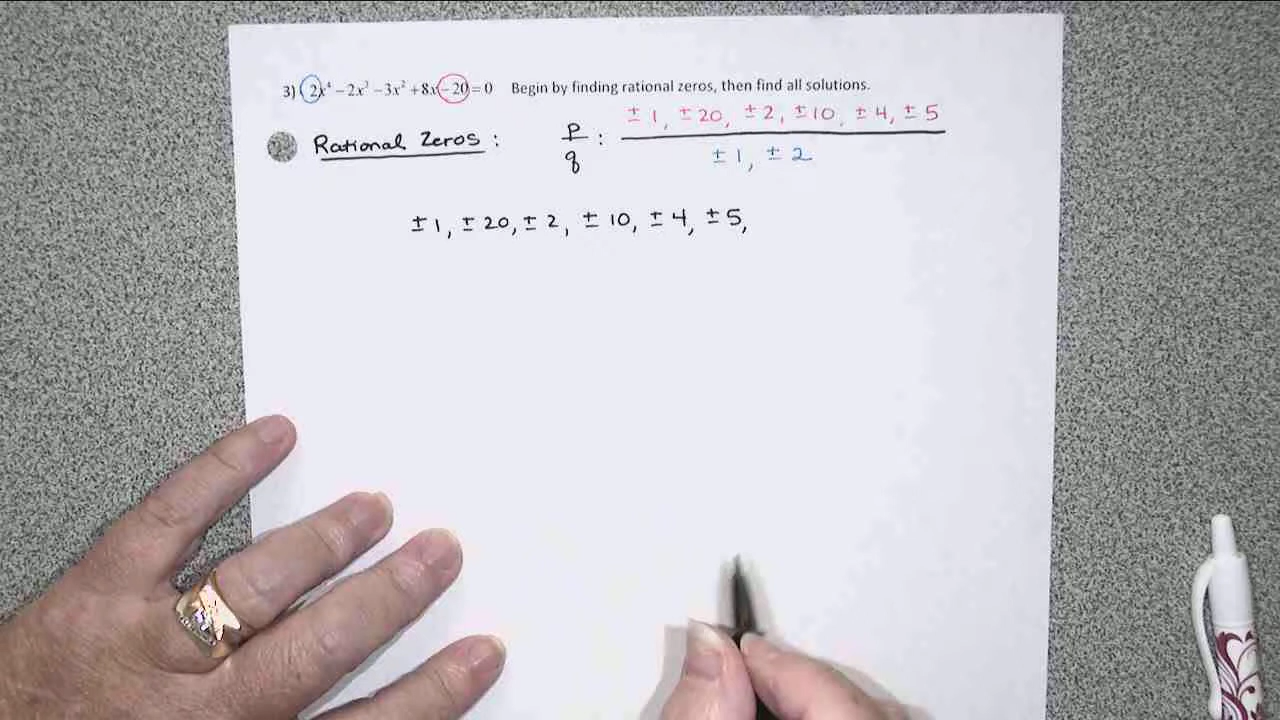 3) 2x⁴ − 2x³ − 3x² + 8x − 20 = 0 Begin by finding rational zeros, then find all solutions.
± 1, ± 20, ± 2, ± 10, ± 4, ± 5
Rational Zeros : p/q :
± 1, ± 2
± 1, ± 20, ± 2, ± 10, ± 4, ± 5,